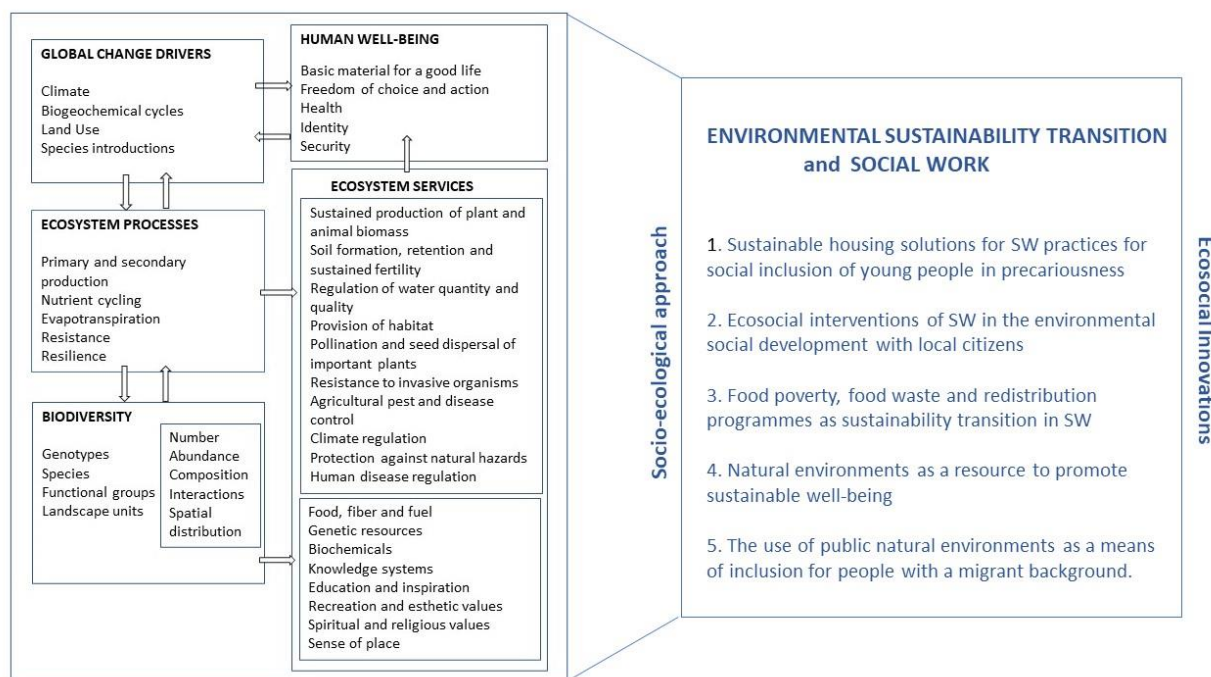 GLOBAL CHANGE DRIVERS
Climate
Biogeochemical cycles
Land Use
Species introductions
HUMAN WELL-BEING
Basic material for a good life
Freedom of choice and action
Health
Identity
Security
ECOSYSTEM PROCESSES
Primary and secondary
production
Nutrient cycling
Evapotranspiration
Resistance
Resilience
BIODIVERSITY
Genotypes
Species
Functional groups
Landscape units
Number
Abundance
Composition
Interactions
Spatial
distribution
ECOSYSTEM SERVICES
Sustained production of plant and
animal biomass
Soil formation, retention and
sustained fertility
Regulation of water quantity and
quality
Provision of habitat
Pollination and seed dispersal of
important plants
Resistance to invasive organisms
Agricultural pest and disease
control
Climate regulation
Protection against natural hazards
Human disease regulation
Food, fiber and fuel
Genetic resources
Biochemicals
Knowledge systems
Education and inspiration
Recreation and esthetic values
Spiritual and religious values
Sense of place
Socio-ecological approach
ENVIRONMENTAL SUSTAINABILITY TRANSITION
and SOCIAL WORK
1. Sustainable housing solutions for SW practices for
social inclusion of young people in precariousness
2. Ecosocial interventions of SW in the environmental
social development with local citizens
3. Food poverty, food waste and redistribution
programmes as sustainability transition in SW
4. Natural environments as a resource to promote
sustainable well-being
5. The use of public natural environments as a means
of inclusion for people with a migrant background.
Ecosocial Innovations